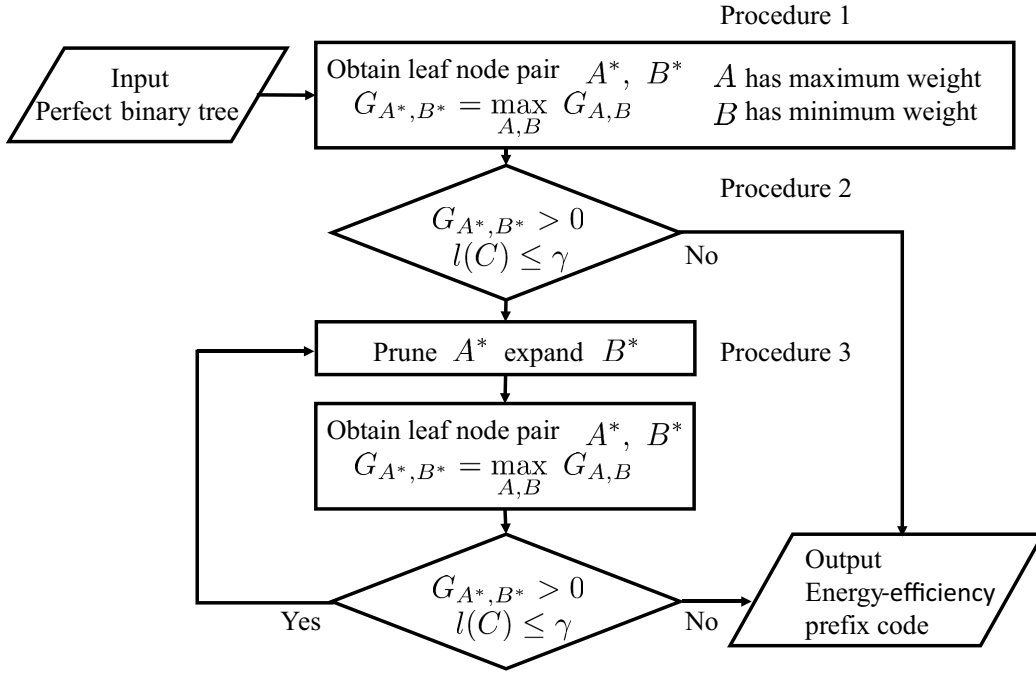 Procedure 1
Input
Perfect binary tree
Obtain leaf node pair A*, B* A has maximum weight
G_{A*,B*} = max_{A,B} G_{A,B} B has minimum weight
Procedure 2
G_{A*,B*} > 0
l(C) ≤ γ
No
Prune A* expand B*
Procedure 3
Obtain leaf node pair A*, B*
G_{A*,B*} = max_{A,B} G_{A,B}
G_{A*,B*} > 0
l(C) ≤ γ
Yes
No
Output
Energy-efficiency
prefix code